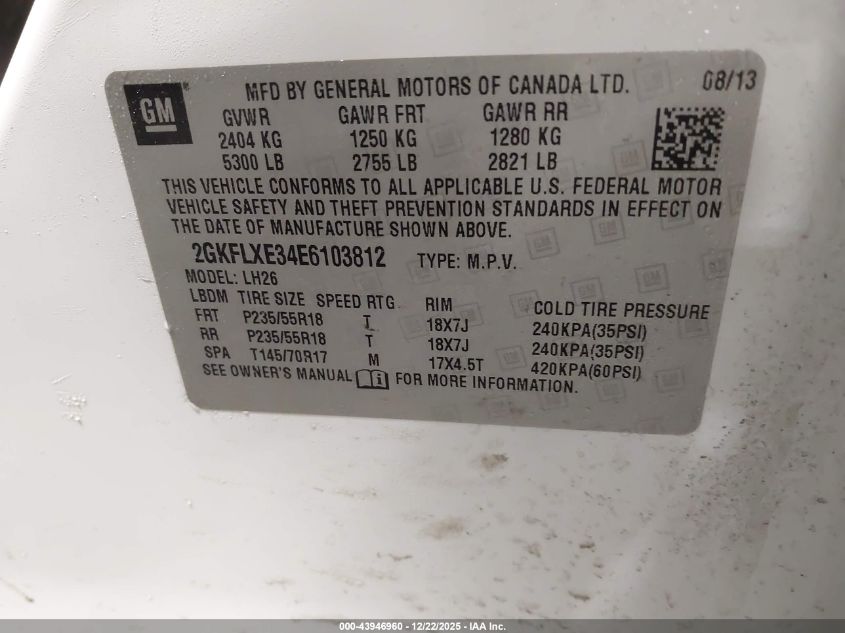 GM
MFD BY GENERAL MOTORS OF CANADA LTD. 08/13
GVWR GAWR FRT GAWR RR
2404 KG 1250 KG 1280 KG
5300 LB 2755 LB 2821 LB
THIS VEHICLE CONFORMS TO ALL APPLICABLE U.S. FEDERAL MOTOR
VEHICLE SAFETY AND THEFT PREVENTION STANDARDS IN EFFECT ON
THE DATE OF MANUFACTURE SHOWN ABOVE.
2GKFLXE34E6103812 TYPE: M.P.V.
MODEL: LH26
LBDM TIRE SIZE SPEED RTG RIM COLD TIRE PRESSURE
FRT P235/55R18 T 18X7J 240KPA(35PSI)
RR P235/55R18 T 18X7J 240KPA(35PSI)
SPA T145/70R17 M 17X4.5T 420KPA(60PSI)
SEE OWNER'S MANUAL FOR MORE INFORMATION.
000-43946960 - 12/22/2025 - IAA Inc.